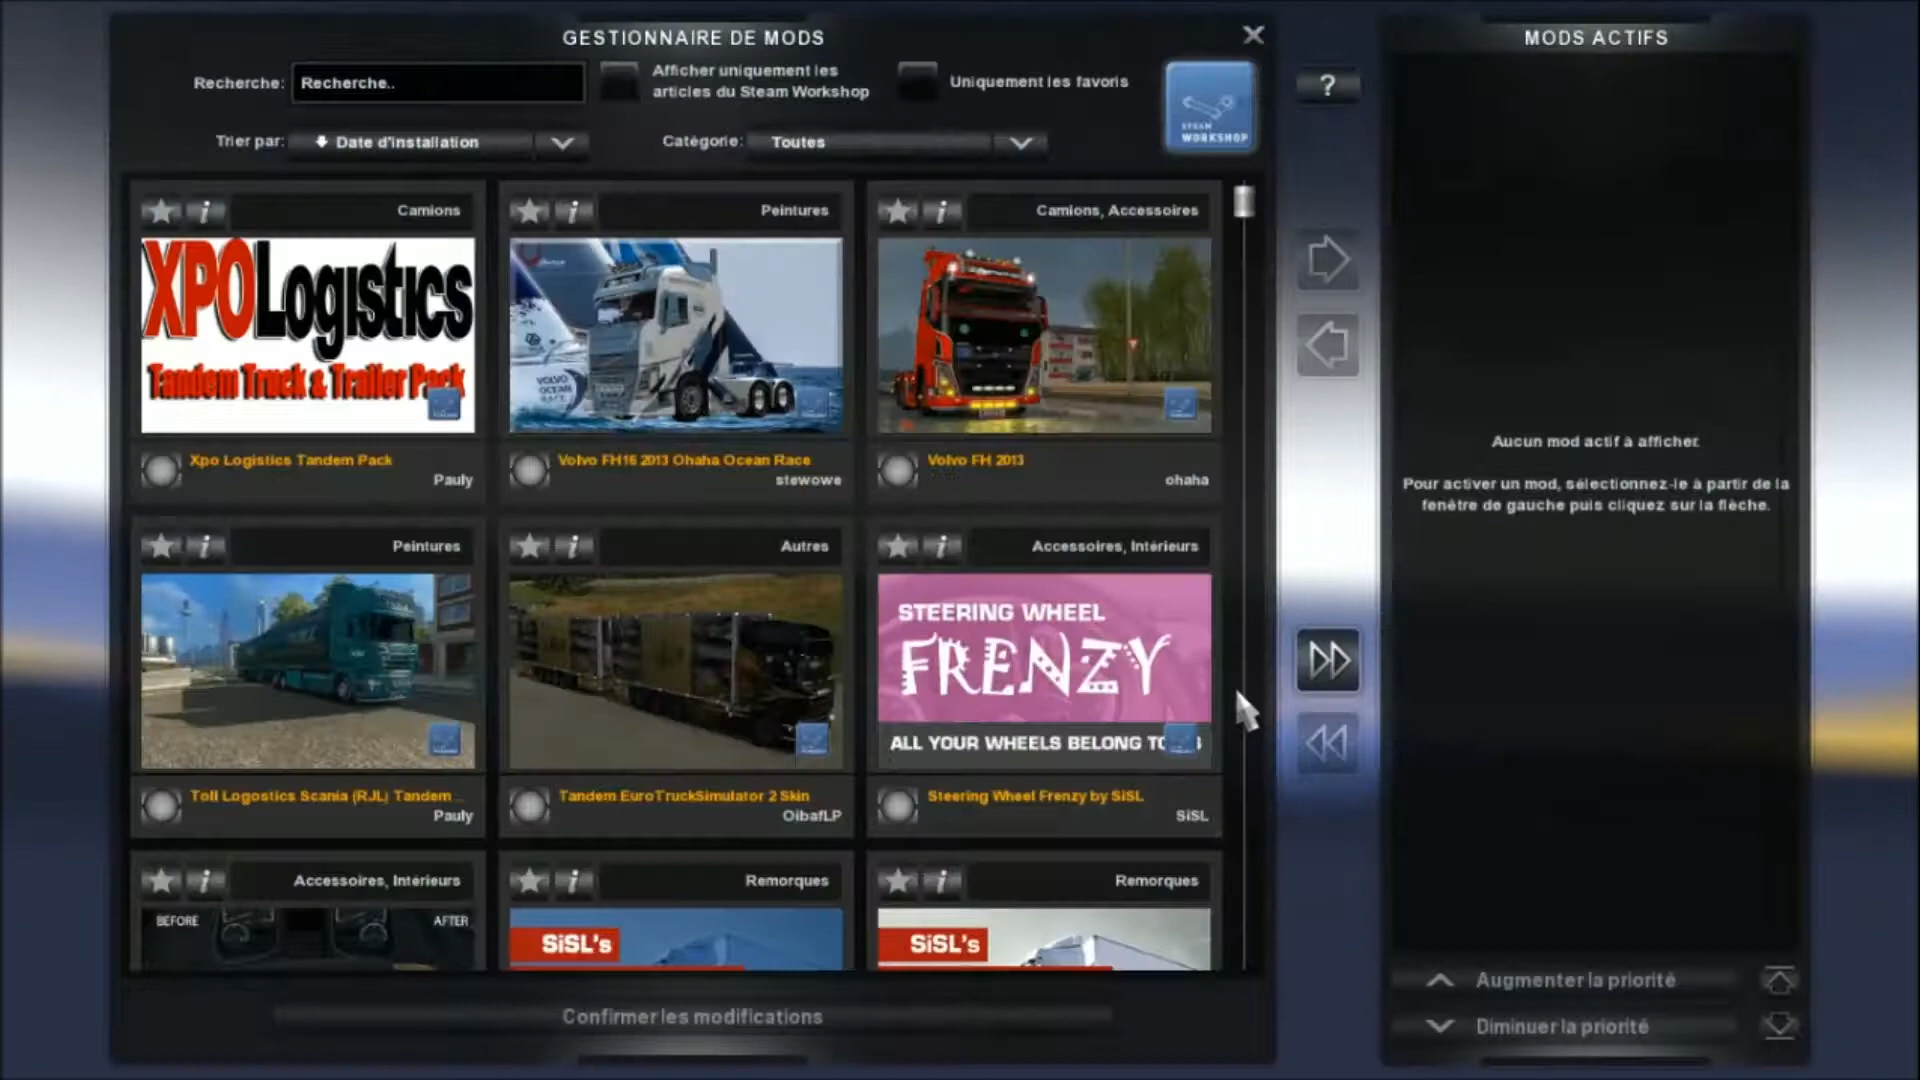 GESTIONNAIRE DE MODS
Recherche:
Recherche..
Afficher uniquement les
articles du Steam Workshop
Uniquement les favoris
STEAM
WORKSHOP
Trier par:
Date d'installation
Catégorie:
Toutes
Camions
XPOLogistics
Tandem Truck & Trailer Pack
Xpo Logistics Tandem Pack
Pauly
Peintures
VOLVO
OCEAN
RACE
Volvo FH16 2013 Ohaha Ocean Race
stewowe
Camions, Accessoires
Volvo FH 2013
ohaha
Peintures
Toll Logostics Scania (RJL) Tandem...
Pauly
Autres
Tandem EuroTruckSimulator 2 Skin
OibafLP
Accessoires, Intérieurs
STEERING WHEEL
FRENZY
ALL YOUR WHEELS BELONG TO
Steering Wheel Frenzy by SiSL
SiSL
Accessoires, Intérieurs
BEFORE
AFTER
Remorques
SiSL's
Remorques
SiSL's
Confirmer les modifications
?
MODS ACTIFS
Aucun mod actif à afficher.
Pour activer un mod, sélectionnez-le à partir de la
fenêtre de gauche puis cliquez sur la flèche.
Augmenter la priorité
Diminuer la priorité